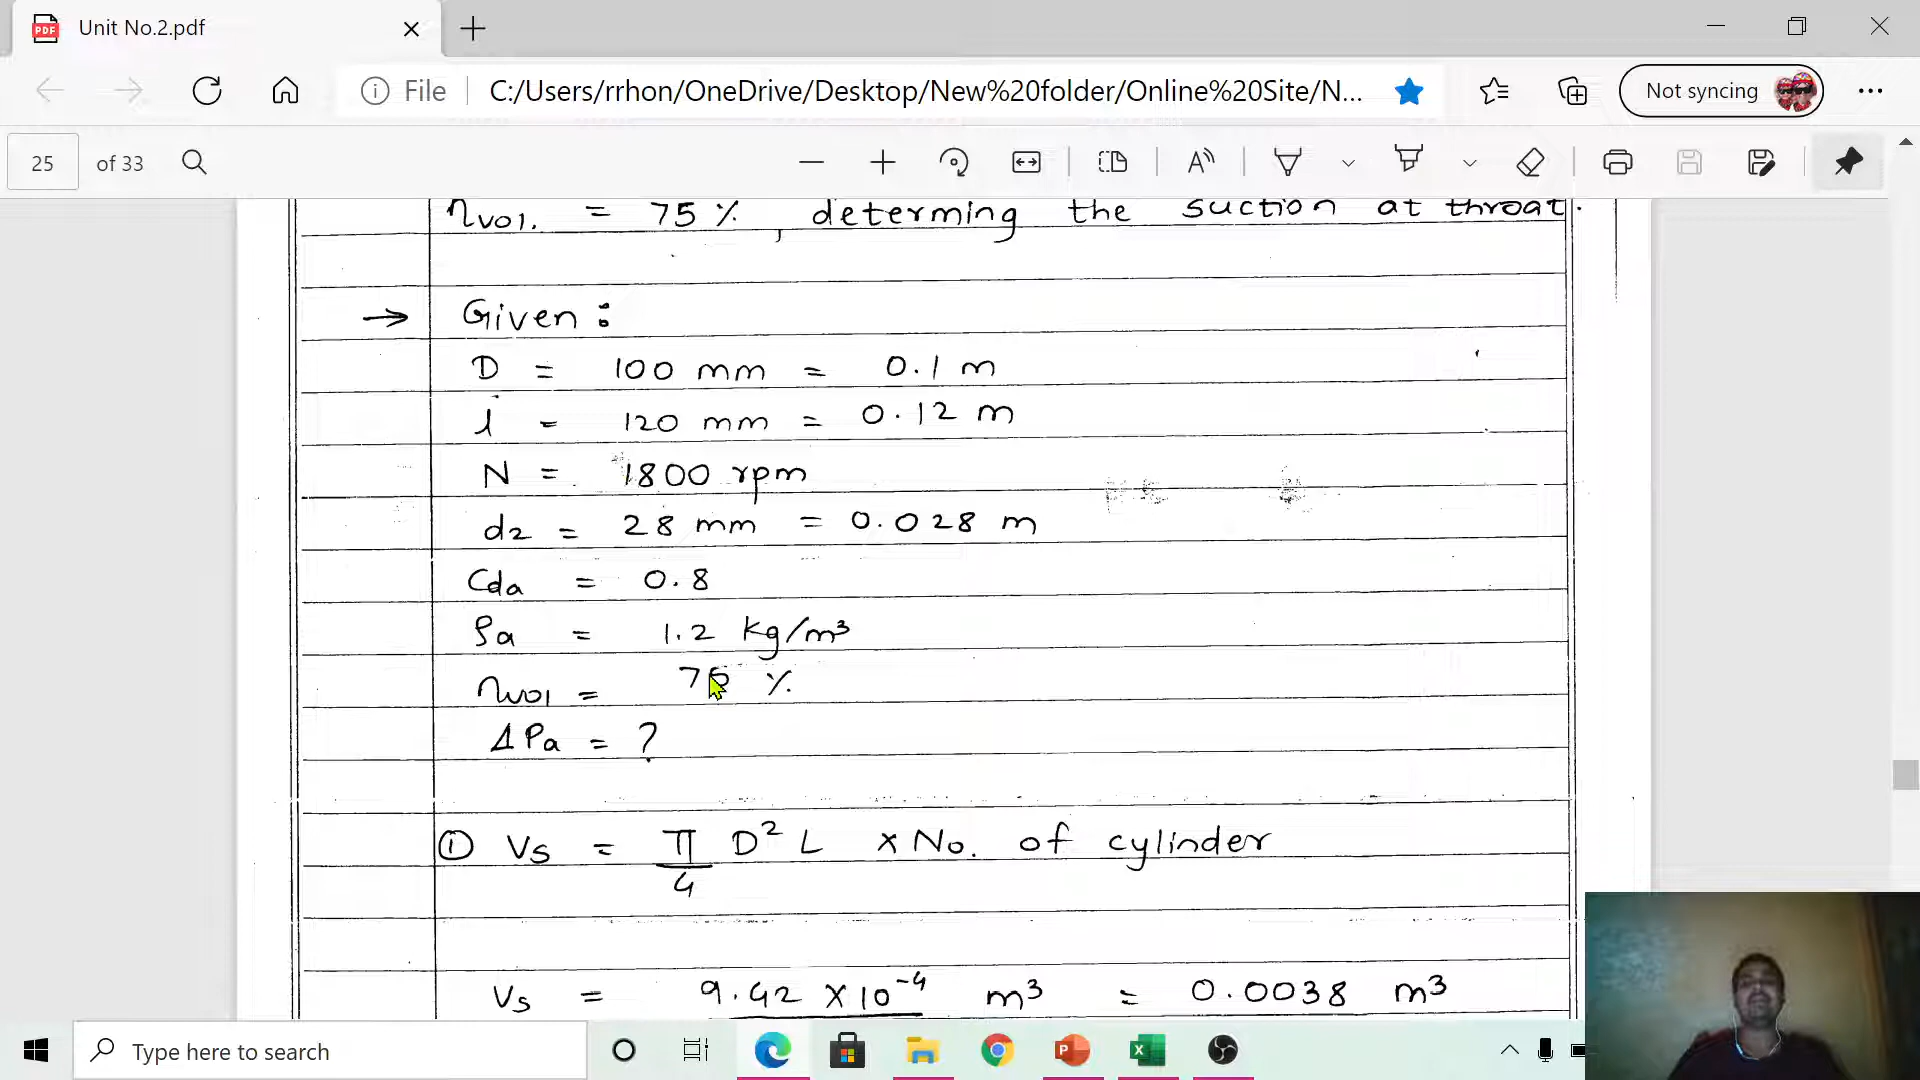 Unit No.2.pdf
File
C:/Users/rrhon/OneDrive/Desktop/New%20folder/Online%20Site/N...
Not syncing
25 of 33
ηvol. = 75 %, determing the suction at throat.
→ Given :
D = 100 mm = 0.1 m
l = 120 mm = 0.12 m
N = 1800 rpm
d2 = 28 mm = 0.028 m
Cda = 0.8
ρa = 1.2 kg/m³
ηvol = 75 %
ΔPa = ?
① Vs = π/4 D² L × No. of cylinder
Vs = 9.42 × 10⁻⁴ m³ = 0.0038 m³
Type here to search